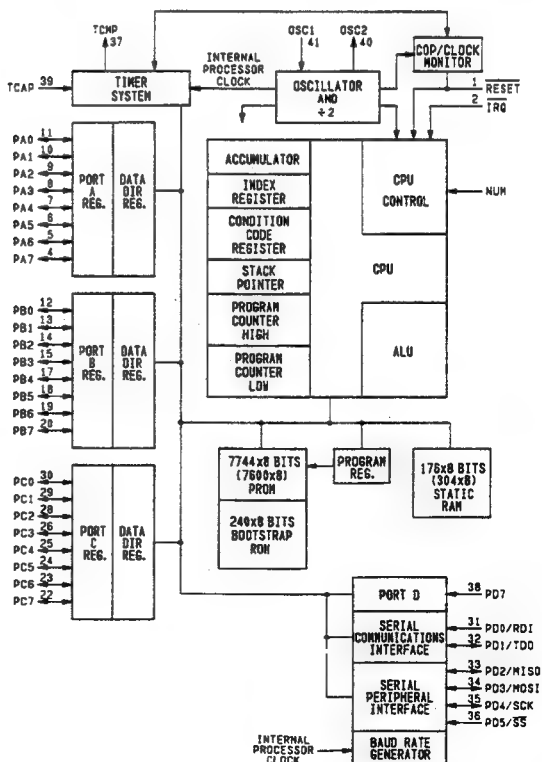 TCMP
37
OSC1
41
OSC2
40
COP/CLOCK
MONITOR
INTERNAL
PROCESSOR
CLOCK
TCAP 39
TIMER
SYSTEM
OSCILLATOR
AND
÷2
1 RESET
2 IRQ
PA0 11
PA1 10
PA2 9
PA3 8
PA4 7
PA5 6
PA6 5
PA7 4
PORT
A
REG.
DATA
DIR
REG.
ACCUMULATOR
INDEX
REGISTER
CONDITION
CODE
REGISTER
STACK
POINTER
PROGRAM
COUNTER
HIGH
PROGRAM
COUNTER
LOW
CPU
CONTROL
NUM
CPU
ALU
PB0 12
PB1 13
PB2 14
PB3 15
PB4 17
PB5 18
PB6 19
PB7 20
PORT
B
REG.
DATA
DIR
REG.
7744x8 BITS
(7600x8)
PROM
240x8 BITS
BOOTSTRAP
ROM
PROGRAM
REG.
176x8 BITS
(304x8)
STATIC
RAM
PC0 30
PC1 29
PC2 28
PC3 26
PC4 25
PC5 24
PC6 23
PC7 22
PORT
C
REG.
DATA
DIR
REG.
PORT D
38 PD7
SERIAL
COMMUNICATIONS
INTERFACE
31 PD0/RDI
32 PD1/TDO
SERIAL
PERIPHERAL
INTERFACE
33 PD2/MISO
34 PD3/MOSI
35 PD4/SCK
36 PD5/SS
INTERNAL
PROCESSOR
CLOCK
BAUD RATE
GENERATOR